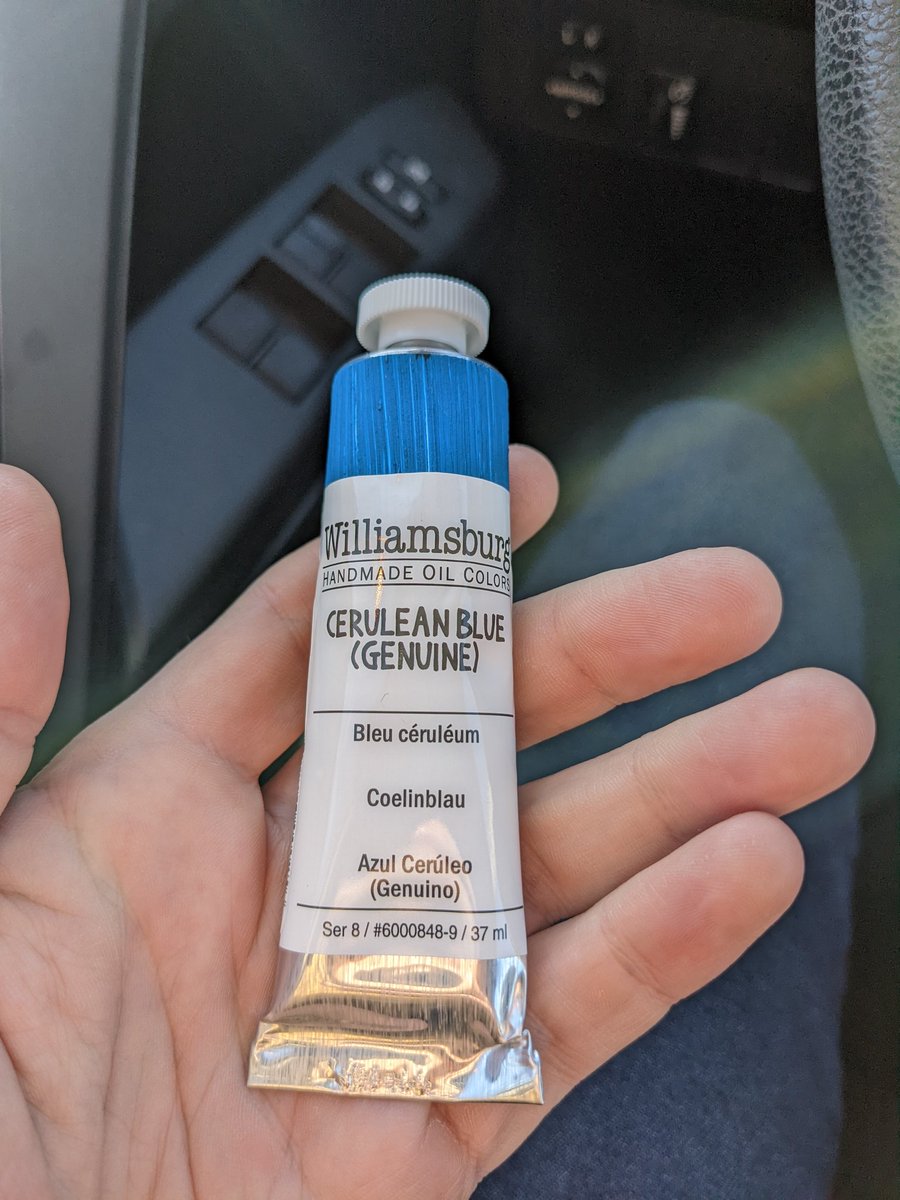 Williamsburg
HANDMADE OIL COLORS
CERULEAN BLUE
(GENUINE)
Bleu céruléum
Coelinblau
Azul Cerúleo
(Genuino)
Ser 8 / #6000848-9 / 37 ml